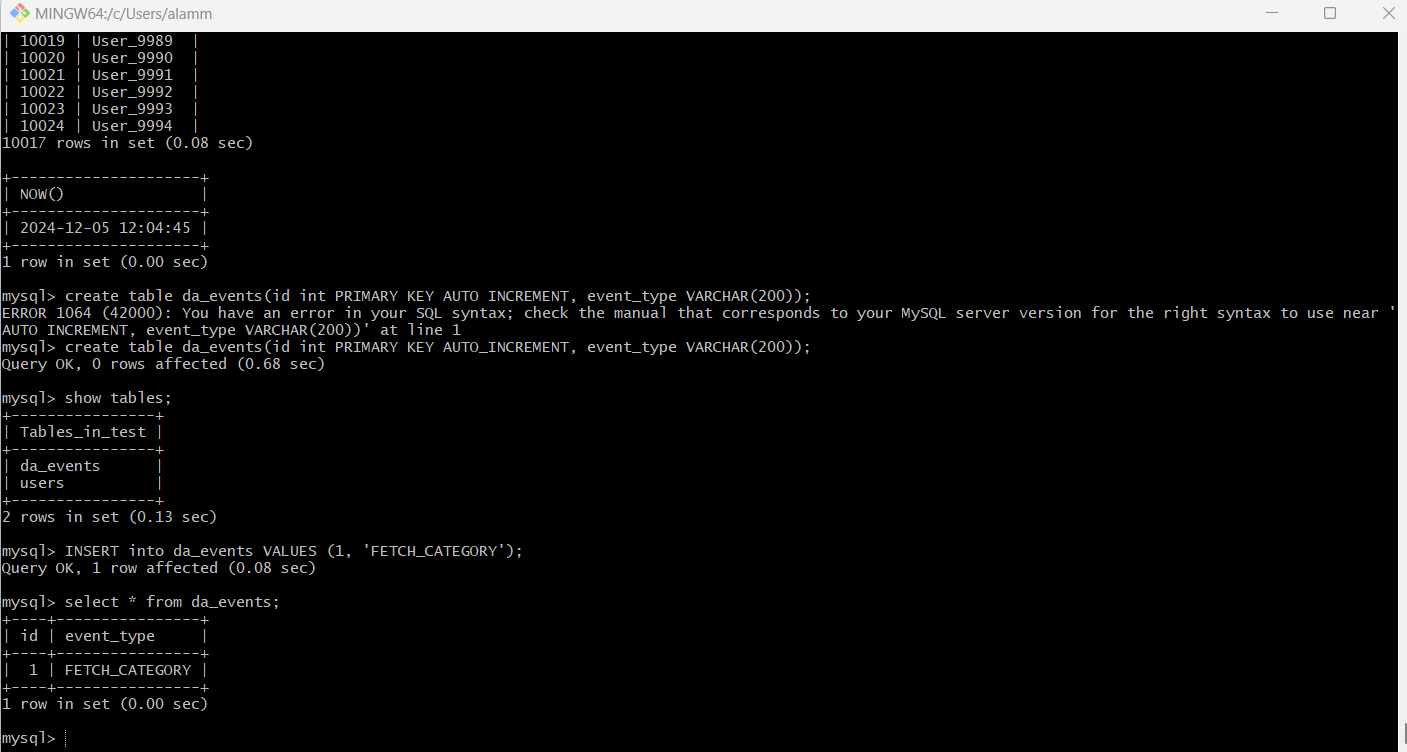 MINGW64:/c/Users/alamm
| 10019 | User_9989  |
| 10020 | User_9990  |
| 10021 | User_9991  |
| 10022 | User_9992  |
| 10023 | User_9993  |
| 10024 | User_9994  |
10017 rows in set (0.08 sec)
+---------------------+
| NOW()               |
+---------------------+
| 2024-12-05 12:04:45 |
+---------------------+
1 row in set (0.00 sec)
mysql> create table da_events(id int PRIMARY KEY AUTO INCREMENT, event_type VARCHAR(200));
ERROR 1064 (42000): You have an error in your SQL syntax; check the manual that corresponds to your MySQL server version for the right syntax to use near '
AUTO INCREMENT, event_type VARCHAR(200))' at line 1
mysql> create table da_events(id int PRIMARY KEY AUTO_INCREMENT, event_type VARCHAR(200));
Query OK, 0 rows affected (0.68 sec)
mysql> show tables;
+----------------+
| Tables_in_test |
+----------------+
| da_events      |
| users          |
+----------------+
2 rows in set (0.13 sec)
mysql> INSERT into da_events VALUES (1, 'FETCH_CATEGORY');
Query OK, 1 row affected (0.08 sec)
mysql> select * from da_events;
+----+----------------+
| id | event_type     |
+----+----------------+
|  1 | FETCH_CATEGORY |
+----+----------------+
1 row in set (0.00 sec)
mysql>